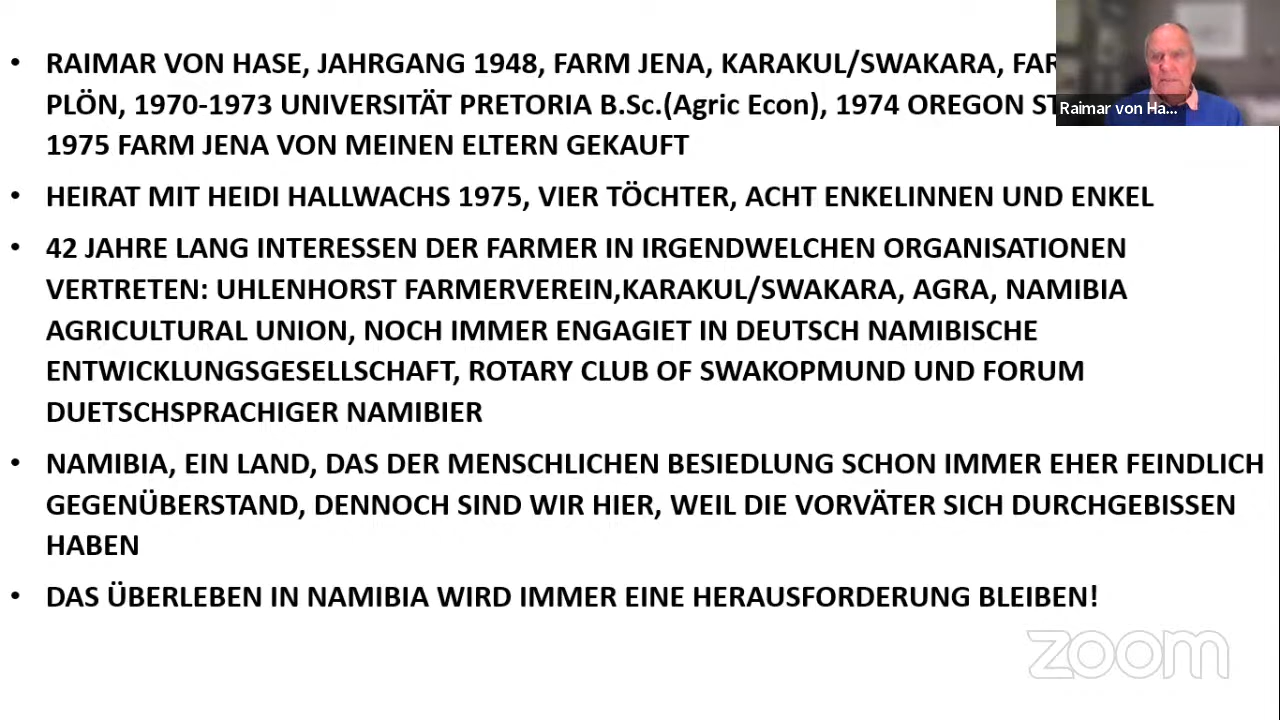 • RAIMAR VON HASE, JAHRGANG 1948, FARM JENA, KARAKUL/SWAKARA,
PLÖN, 1970-1973 UNIVERSITÄT PRETORIA B.Sc.(Agric Econ), 1974 OREGON
1975 FARM JENA VON MEINEN ELTERN GEKAUFT
• HEIRAT MIT HEIDI HALLWACHS 1975, VIER TÖCHTER, ACHT ENKELINNEN UND ENKEL
• 42 JAHRE LANG INTERESSEN DER FARMER IN IRGENDWELCHEN ORGANISATIONEN
VERTRETEN: UHLENHORST FARMERVEREIN,KARAKUL/SWAKARA, AGRA, NAMIBIA
AGRICULTURAL UNION, NOCH IMMER ENGAGIET IN DEUTSCH NAMIBISCHE
ENTWICKLUNGSGESELLSCHAFT, ROTARY CLUB OF SWAKOPMUND UND FORUM
DUETSCHSPRACHIGER NAMIBIER
• NAMIBIA, EIN LAND, DAS DER MENSCHLICHEN BESIEDLUNG SCHON IMMER EHER FEINDLICH
GEGENÜBERSTAND, DENNOCH SIND WIR HIER, WEIL DIE VORVÄTER SICH DURCHGEBISSEN
HABEN
• DAS ÜBERLEBEN IN NAMIBIA WIRD IMMER EINE HERAUSFORDERUNG BLEIBEN!
Raimar von Ha...
zoom